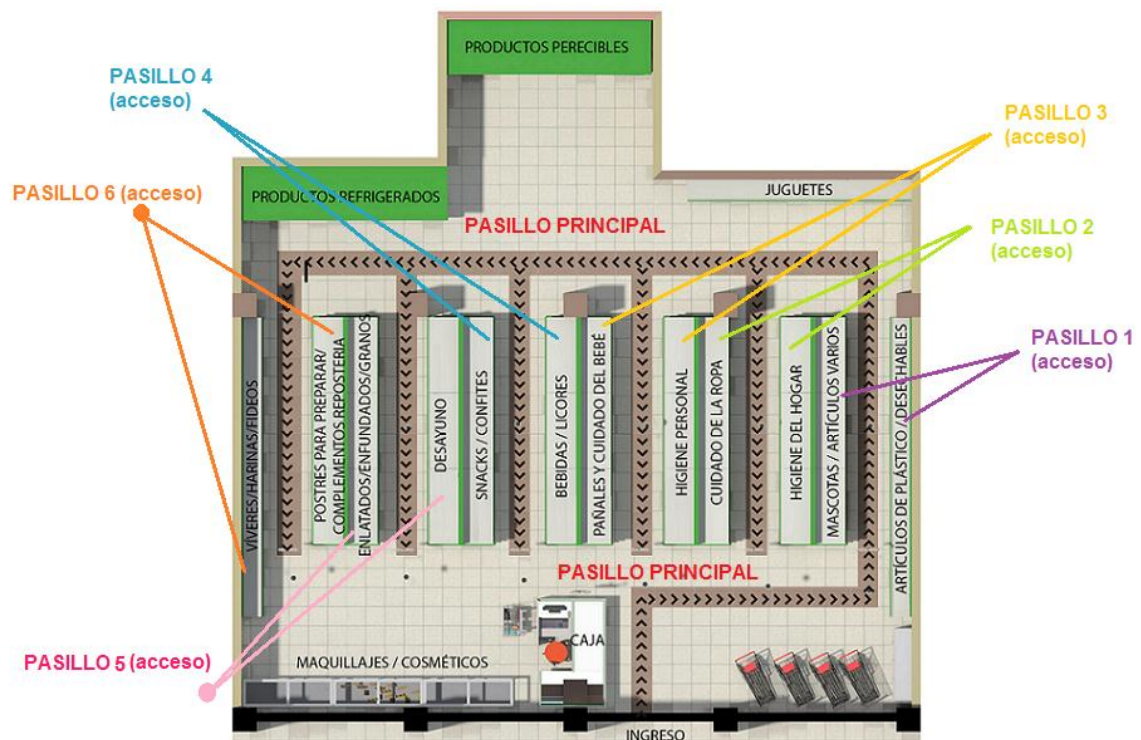 PRODUCTOS PERECIBLES
PASILLO 4
(acceso)
PASILLO 3
(acceso)
PASILLO 6 (acceso)
PRODUCTOS REFRIGERADOS
JUGUETES
PASILLO PRINCIPAL
PASILLO 2
(acceso)
PASILLO 1
(acceso)
VÍVERES/HARINAS/FIDEOS
POSTRES PARA PREPARAR/
COMPLEMENTOS REPOSTERIA
ENLATADOS/ENFUNDADOS/GRANOS
DESAYUNO
SNACKS / CONFITES
BEBIDAS / LICORES
PAÑALES Y CUIDADO DEL BEBÉ
HIGIENE PERSONAL
CUIDADO DE LA ROPA
HIGIENE DEL HOGAR
MASCOTAS / ARTÍCULOS VARIOS
ARTÍCULOS DE PLÁSTICO / DESECHABLES
PASILLO PRINCIPAL
CAJA
PASILLO 5 (acceso)
MAQUILLAJES / COSMÉTICOS
INGRESO